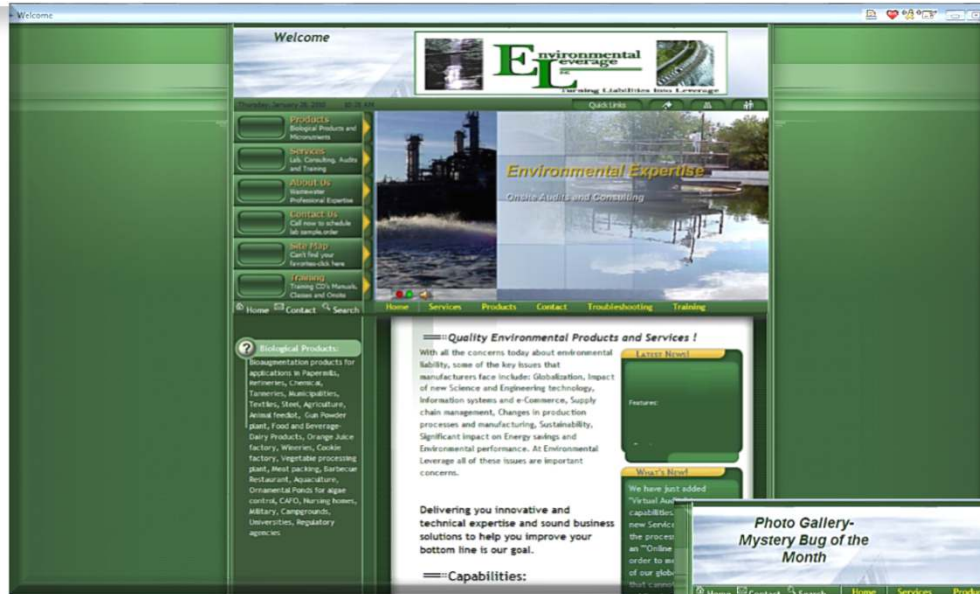 Welcome
Welcome
Environmental
Leverage
INC
Turning Liabilities Into Leverage
Quick Links
Products
Biological Products and
Micronutrients
Services
Lab, Consulting, Audits
and Training
About Us
Wastewater
Professional Expertise
Contact Us
Call now to schedule
lab sample,order
Site Map
Can't find your
favorites-click here
Training
Training CD's Manuals,
Classes and Onsite
Environmental Expertise
Onsite Audits and Consulting
Home Contact Search
Home Services Products Contact Troubleshooting Training
Biological Products:
Bioaugmentation products for
applications in Papermills,
Refineries, Chemical,
Tanneries, Municipalities,
Textiles, Steel, Agriculture,
Animal feedlot, Gun Powder
plant, Food and Beverage-
Dairy Products, Orange Juice
factory, Wineries, Cookie
factory, Vegetable processing
plant, Meat packing, Barbecue
Restaurant, Aquaculture,
Ornamental Ponds for algae
control, CAFO, Nursing homes,
Military, Campgrounds,
Universities, Regulatory
agencies
Quality Environmental Products and Services !
With all the concerns today about environmental
liability, some of the key issues that
manufacturers face include: Globalization, Impact
of new Science and Engineering technology,
Information systems and e-Commerce, Supply
chain management, Changes in production
processes and manufacturing, Sustainability,
Significant impact on Energy savings and
Environmental performance. At Environmental
Leverage all of these issues are important
concerns.
Delivering you innovative and
technical expertise and sound business
solutions to help you improve your
bottom line is our goal.
Capabilities:
Latest News!
Features:
What's New!
We have just added
"Virtual Au
capabilities
new Service
the process
an "Online
order to me
of our glob
that canno
Photo Gallery-
Mystery Bug of the
Month
Home Contact Search Home Services Produ